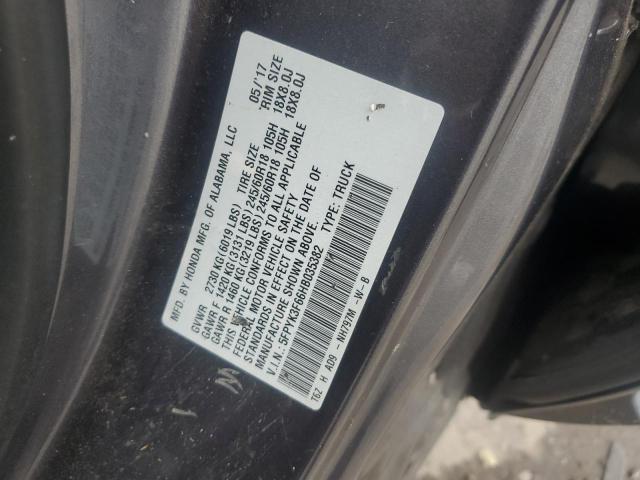 MFD. BY HONDA MFG. OF ALABAMA, LLC 05/'17
GVWR 2730 KG(6019 LBS) TIRE SIZE RIM SIZE
GAWR F 1420 KG(3131 LBS) 245/60R18 105H 18X8.0J
GAWR R 1460 KG(3219 LBS) 245/60R18 105H 18X8.0J
THIS VEHICLE CONFORMS TO ALL APPLICABLE
FEDERAL MOTOR VEHICLE SAFETY
STANDARDS IN EFFECT ON THE DATE OF
MANUFACTURE SHOWN ABOVE.
V.I.N.: 5FPYK3F66HB035382 TYPE: TRUCK
T6Z H A09 -NH797M -W-B